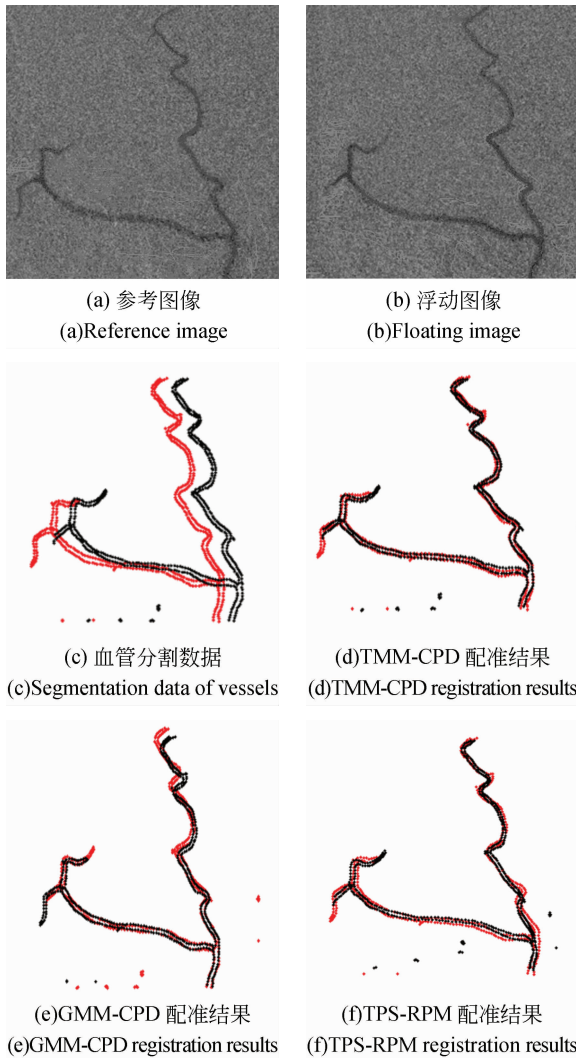 (a) 参考图像
(a)Reference image
(b) 浮动图像
(b)Floating image
(c) 血管分割数据
(c)Segmentation data of vessels
(d)TMM-CPD 配准结果
(d)TMM-CPD registration results
(e)GMM-CPD 配准结果
(e)GMM-CPD registration results
(f)TPS-RPM 配准结果
(f)TPS-RPM registration results